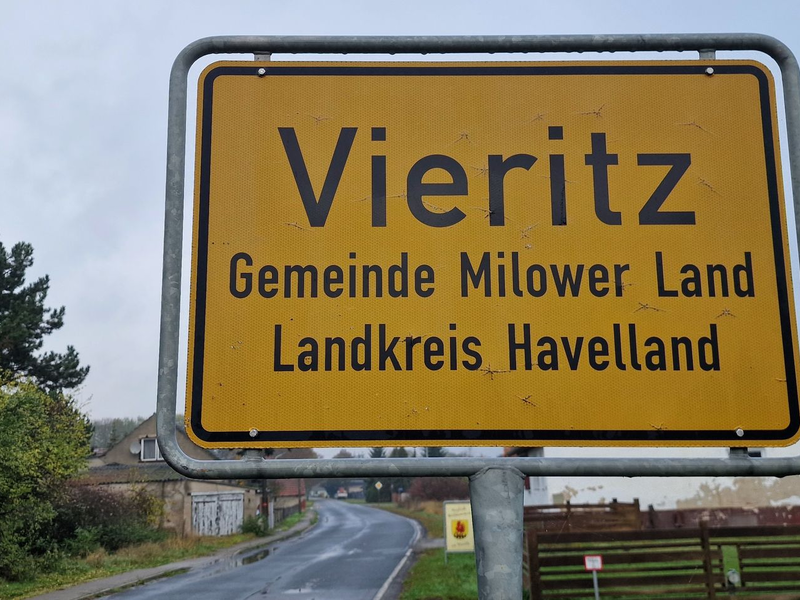 Vieritz
Gemeinde Milower Land
Landkreis Havelland